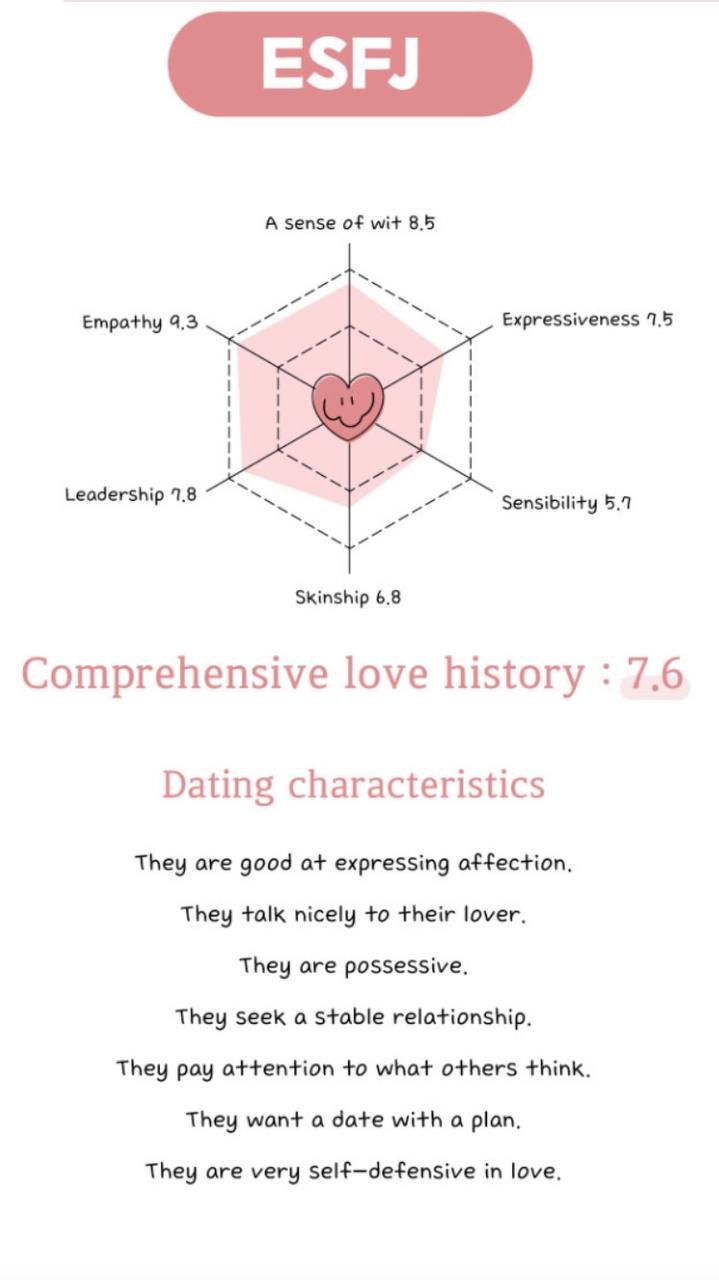 ESFJ
A sense of wit 8.5
Empathy 9.3
Expressiveness 7.5
Leadership 7.8
Sensibility 5.7
Skinship 6.8
Comprehensive love history : 7.6
Dating characteristics
They are good at expressing affection.
They talk nicely to their lover.
They are possessive.
They seek a stable relationship.
They pay attention to what others think.
They want a date with a plan.
They are very self-defensive in love.